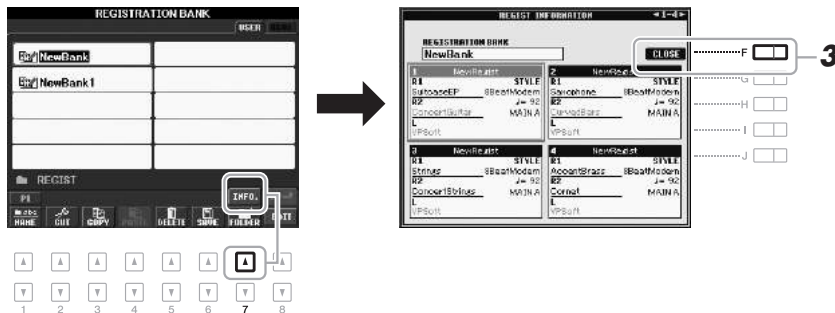 REGISTRATION BANK
USER
NewBank
NewBank1
REGIST
P1
INFO.
NAME CUT COPY DELETE SAVE FOLDER EDIT
1 2 3 4 5 6 7 8
REGIST INFORMATION 1-4
REGISTRATION BANK
NewBank
CLOSE
F
3
G
H
I
J
1 NewRegist
R1 STYLE
SuitcaseEP 8BeatModern
R2 ♩= 92
ConcertGuitar MAIN A
L
VPSoft
2 NewRegist
R1 STYLE
Saxophone 8BeatModern
R2 ♩= 92
CurvedBars MAIN A
L
VPSoft
3 NewRegist
R1 STYLE
Strings 8BeatModern
R2 ♩= 92
ConcertStrings MAIN A
L
VPSoft
4 NewRegist
R1 STYLE
AccentBrass 8BeatModern
R2 ♩= 92
Cornet MAIN A
L
VPSoft